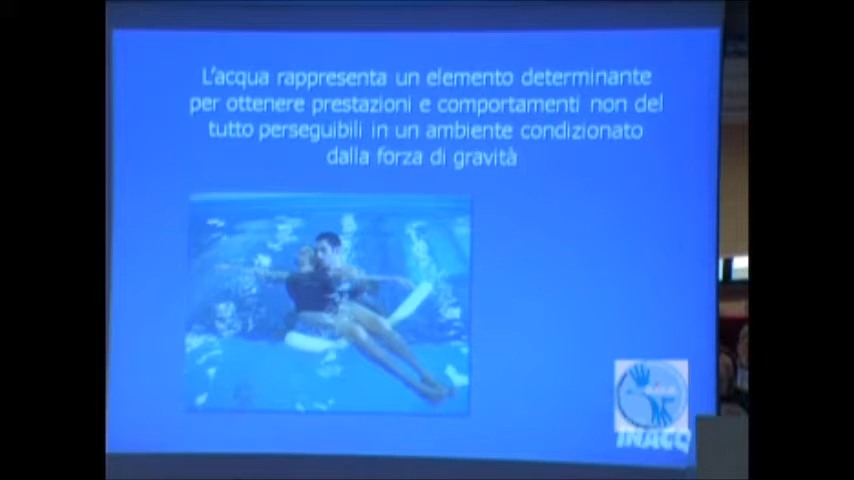 L'acqua rappresenta un elemento determinante
per ottenere prestazioni e comportamenti non del
tutto perseguibili in un ambiente condizionato
dalla forza di gravità
INACQ